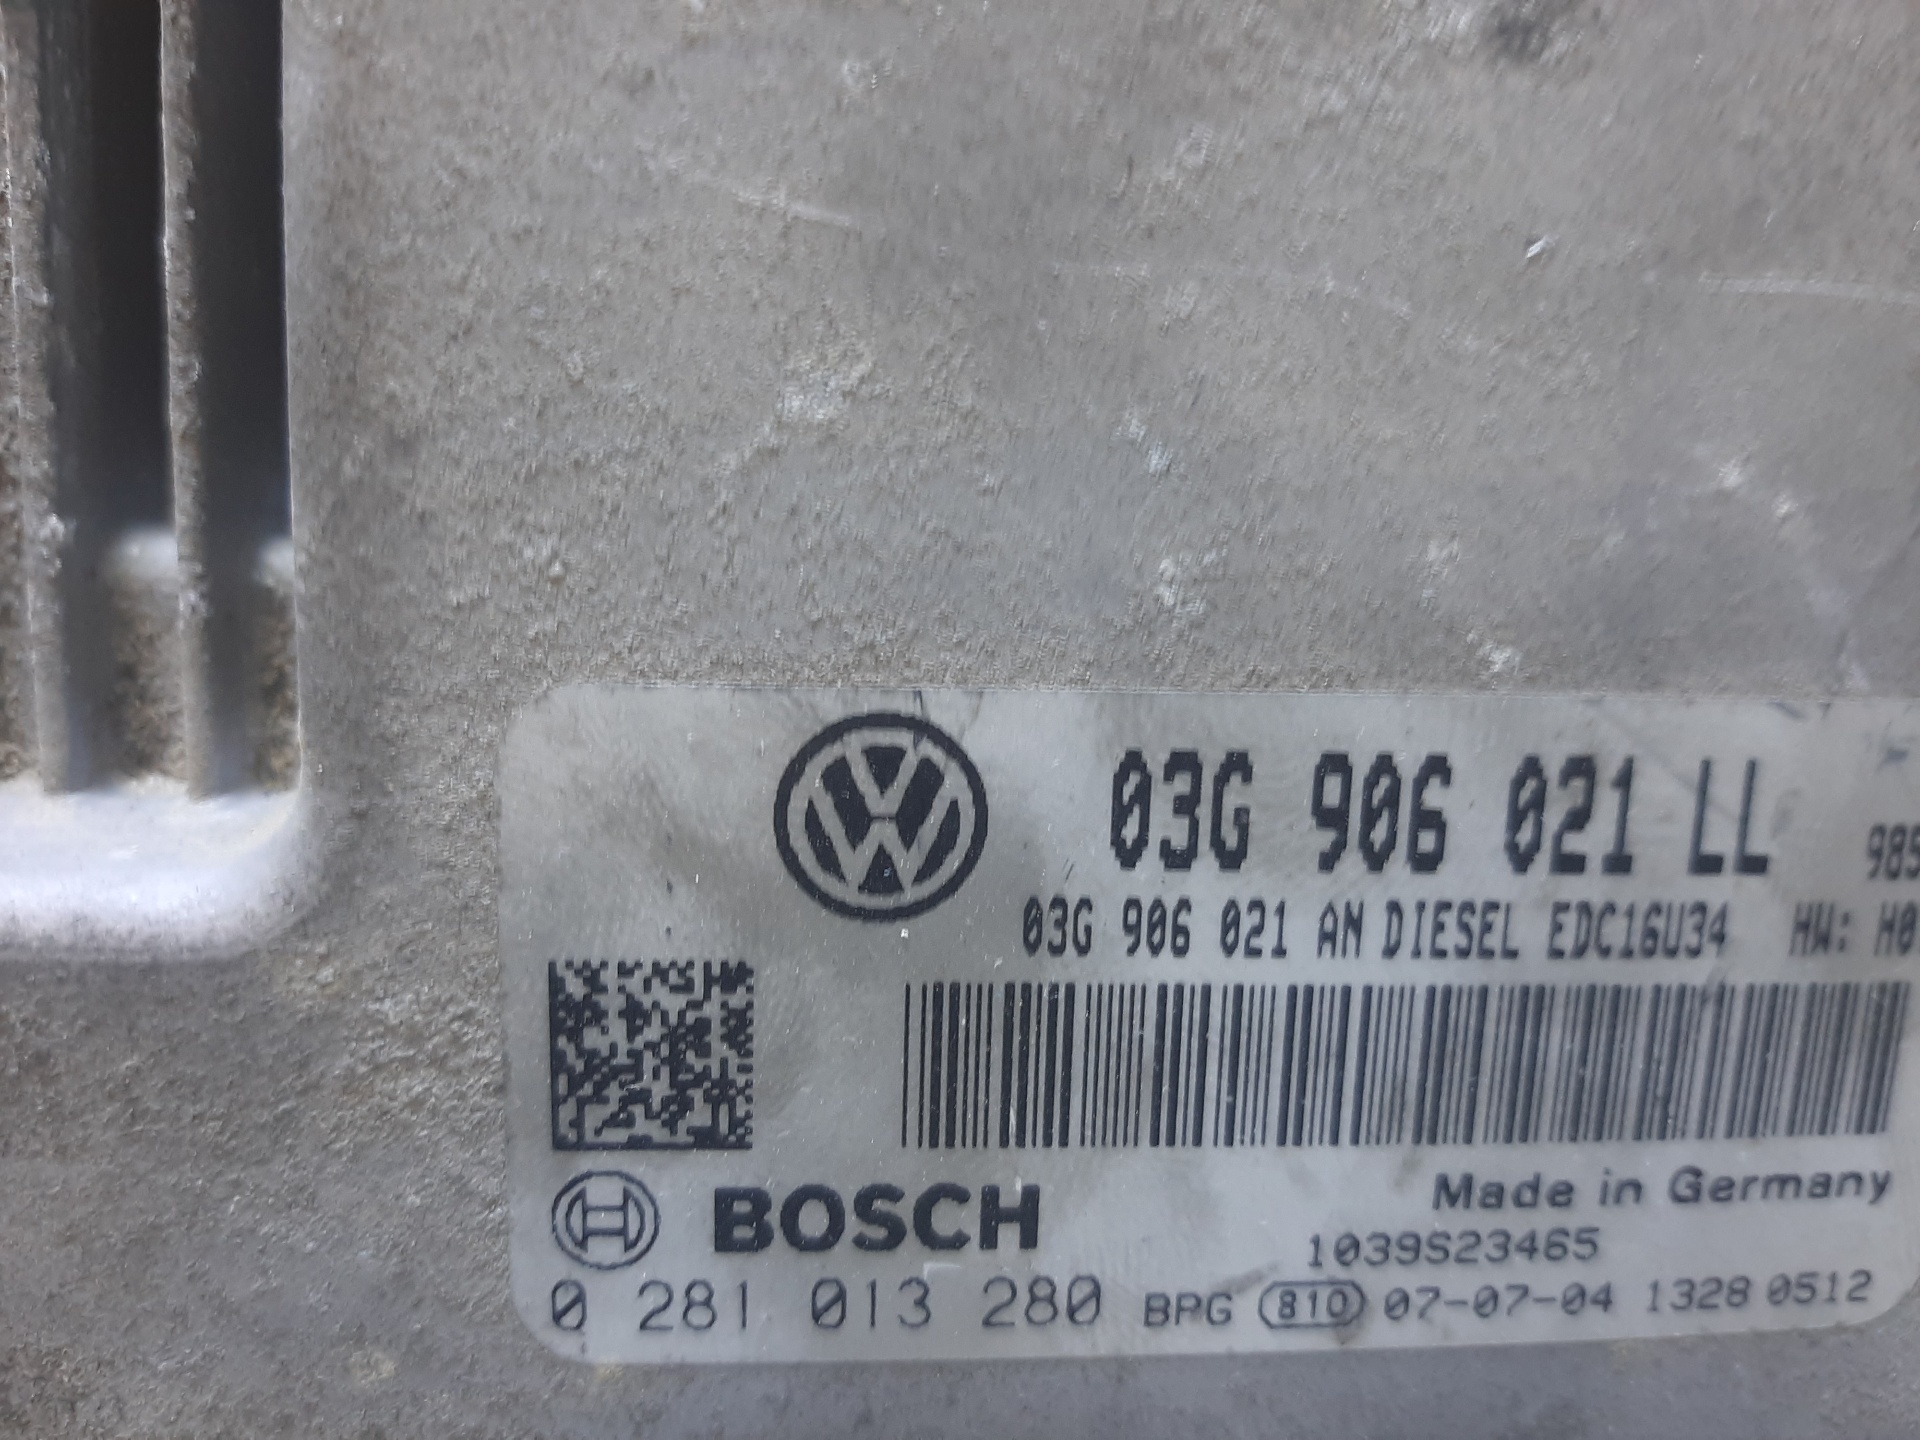 03G 906 021 LL 985
03G 906 021 AN DIESEL EDC16U34 HW: H0
BOSCH
Made in Germany
1039S23465
0 281 013 280 BPG 810 07-07-04 1328 0512